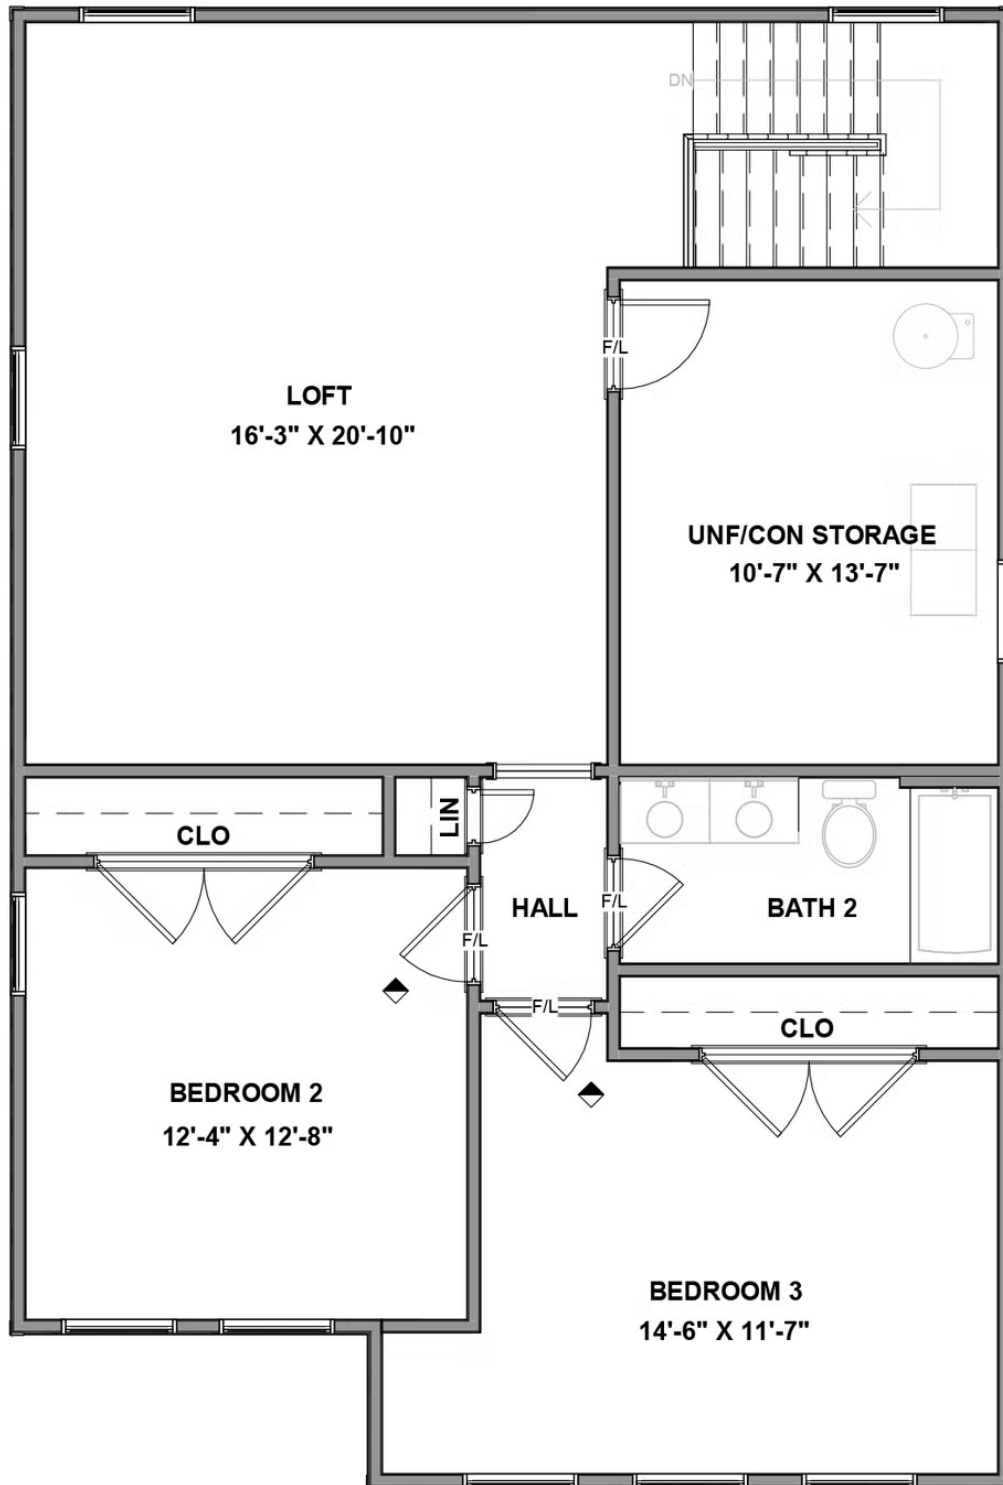 DN
F/L
LOFT
16'-3" X 20'-10"
UNF/CON STORAGE
10'-7" X 13'-7"
LIN
CLO
HALL
F/L
BATH 2
F/L
F/L
CLO
BEDROOM 2
12'-4" X 12'-8"
BEDROOM 3
14'-6" X 11'-7"